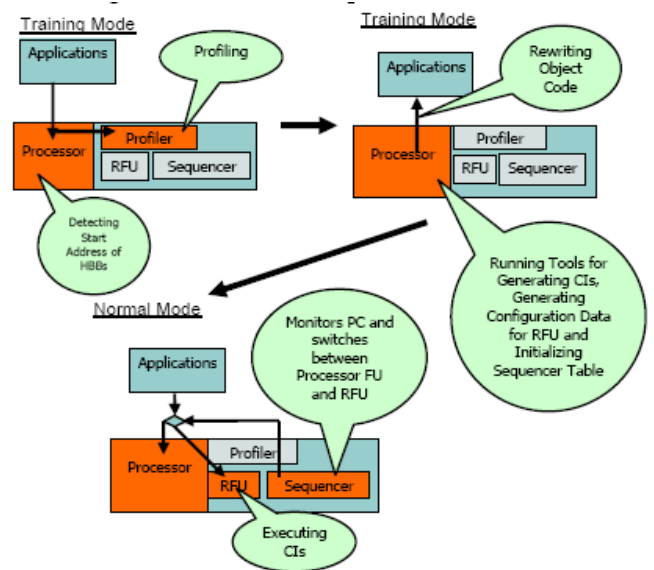 Training Mode
Applications
Profiling
Profiler
Processor
RFU
Sequencer
Detecting
Start
Address of
HBBs
Training Mode
Applications
Rewriting
Object
Code
Profiler
Processor
RFU
Sequencer
Running Tools for
Generating CIs,
Generating
Configuration Data
for RFU and
Initializing
Sequencer Table
Normal Mode
Applications
Monitors PC and
switches
between
Processor FU
and RFU
Profiler
Processor
RFU
Sequencer
Executing
CIs